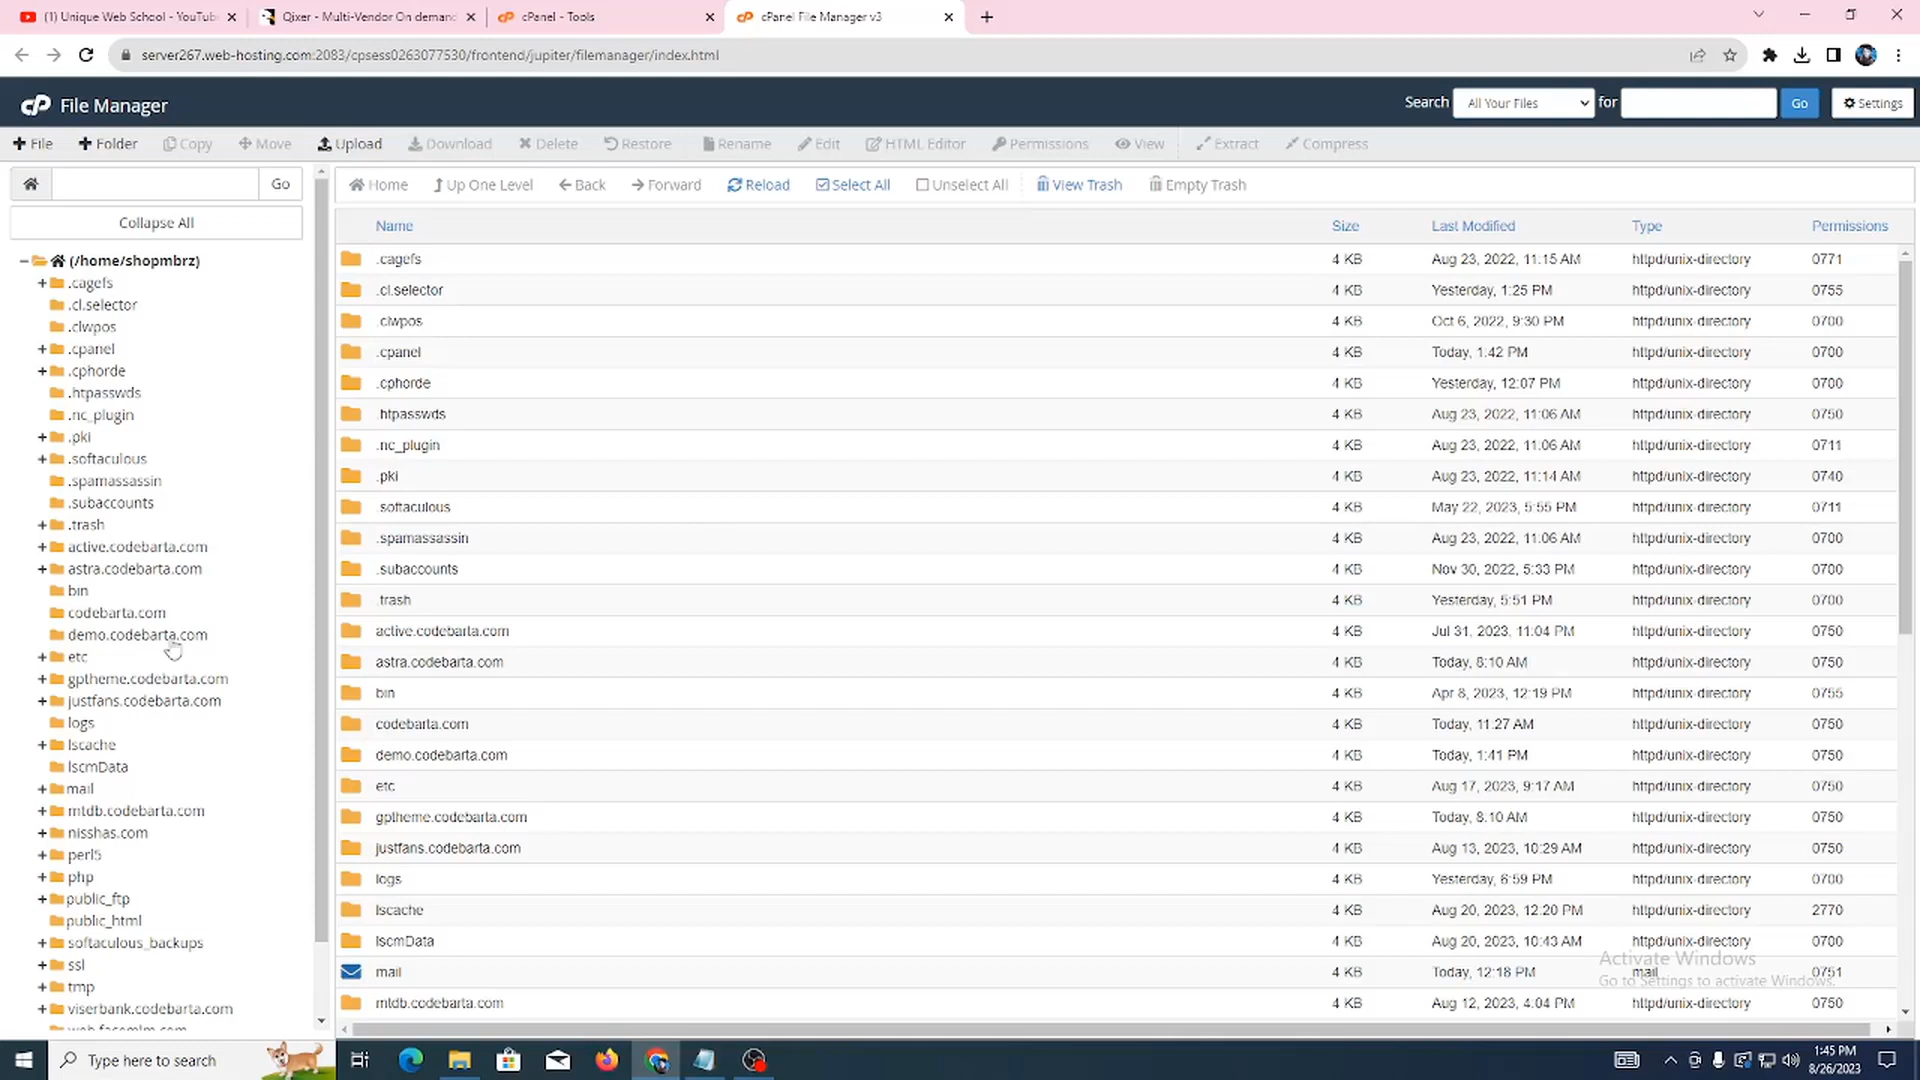 (1) Unique Web School - YouTub
Qixer - Multi-Vendor On demand
cPanel - Tools
cPanel File Manager v3
server267.web-hosting.com:2083/cpsess0263077530/frontend/jupiter/filemanager/index.html
cP File Manager
Search All Your Files for Go Settings
File Folder Copy Move Upload Download Delete Restore Rename Edit HTML Editor Permissions View Extract Compress
Go
Home Up One Level Back Forward Reload Select All Unselect All View Trash Empty Trash
Collapse All
(/home/shopmbrz)
.cagefs
.cl.selector
.clwpos
.cpanel
.cphorde
.htpasswds
.nc_plugin
.pki
.softaculous
.spamassassin
.subaccounts
.trash
active.codebarta.com
astra.codebarta.com
bin
codebarta.com
demo.codebarta.com
etc
gptheme.codebarta.com
justfans.codebarta.com
logs
lscache
lscmData
mail
mtdb.codebarta.com
nisshas.com
perl5
php
public_ftp
public_html
softaculous_backups
ssl
tmp
viserbank.codebarta.com
Name Size Last Modified Type Permissions
.cagefs 4 KB Aug 23, 2022, 11:15 AM httpd/unix-directory 0771
.cl.selector 4 KB Yesterday, 1:25 PM httpd/unix-directory 0755
.clwpos 4 KB Oct 6, 2022, 9:30 PM httpd/unix-directory 0700
.cpanel 4 KB Today, 1:42 PM httpd/unix-directory 0700
.cphorde 4 KB Yesterday, 12:07 PM httpd/unix-directory 0700
.htpasswds 4 KB Aug 23, 2022, 11:06 AM httpd/unix-directory 0750
.nc_plugin 4 KB Aug 23, 2022, 11:06 AM httpd/unix-directory 0711
.pki 4 KB Aug 23, 2022, 11:14 AM httpd/unix-directory 0740
.softaculous 4 KB May 22, 2023, 5:55 PM httpd/unix-directory 0711
.spamassassin 4 KB Aug 23, 2022, 11:06 AM httpd/unix-directory 0700
.subaccounts 4 KB Nov 30, 2022, 5:33 PM httpd/unix-directory 0700
.trash 4 KB Yesterday, 5:51 PM httpd/unix-directory 0700
active.codebarta.com 4 KB Jul 31, 2023, 11:04 PM httpd/unix-directory 0750
astra.codebarta.com 4 KB Today, 8:10 AM httpd/unix-directory 0750
bin 4 KB Apr 8, 2023, 12:19 PM httpd/unix-directory 0755
codebarta.com 4 KB Today, 11:27 AM httpd/unix-directory 0750
demo.codebarta.com 4 KB Today, 1:41 PM httpd/unix-directory 0750
etc 4 KB Aug 17, 2023, 9:17 AM httpd/unix-directory 0750
gptheme.codebarta.com 4 KB Today, 8:10 AM httpd/unix-directory 0750
justfans.codebarta.com 4 KB Aug 13, 2023, 10:29 AM httpd/unix-directory 0750
logs 4 KB Yesterday, 6:59 PM httpd/unix-directory 0700
lscache 4 KB Aug 20, 2023, 12:20 PM httpd/unix-directory 2770
lscmData 4 KB Aug 20, 2023, 10:43 AM httpd/unix-directory 0700
mail 4 KB Today, 12:18 PM mail 0751
mtdb.codebarta.com 4 KB Aug 12, 2023, 4:04 PM httpd/unix-directory 0750
Activate Windows
Go to Settings to activate Windows.
Type here to search
1:45 PM
8/26/2023